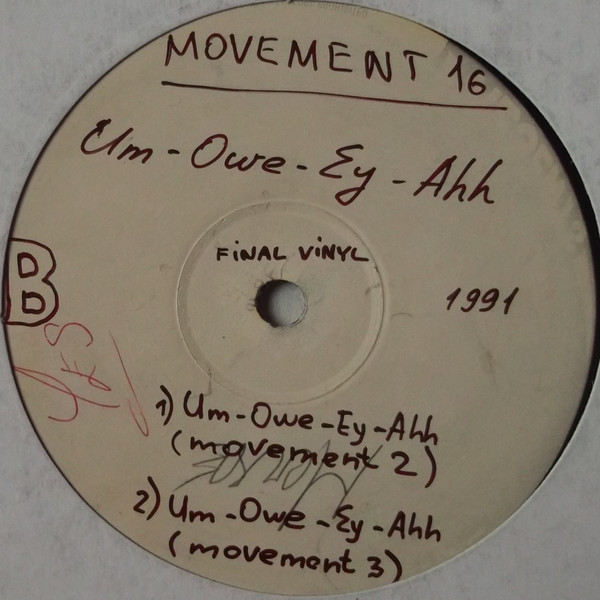 MOVEMENT 16
Um - Owe - Ey - Ahh
FiNAL ViNYL
1991
B
YES
1) Um - Owe - Ey - Ahh
(movement 2)
2) Um - Owe - Ey - Ahh
(movement 3)